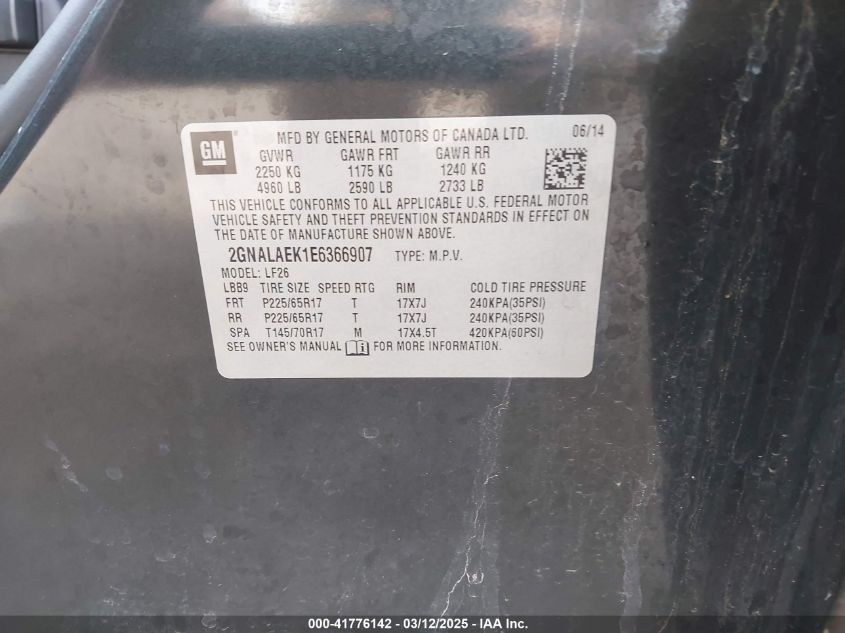 GM
MFD BY GENERAL MOTORS OF CANADA LTD. 06/14
GVWR GAWR FRT GAWR RR
2250 KG 1175 KG 1240 KG
4960 LB 2590 LB 2733 LB
THIS VEHICLE CONFORMS TO ALL APPLICABLE U.S. FEDERAL MOTOR
VEHICLE SAFETY AND THEFT PREVENTION STANDARDS IN EFFECT ON
THE DATE OF MANUFACTURE SHOWN ABOVE.
2GNALAEK1E6366907 TYPE: M.P.V.
MODEL: LF26
LBB9 TIRE SIZE SPEED RTG RIM COLD TIRE PRESSURE
FRT P225/65R17 T 17X7J 240KPA(35PSI)
RR P225/65R17 T 17X7J 240KPA(35PSI)
SPA T145/70R17 M 17X4.5T 420KPA(60PSI)
SEE OWNER'S MANUAL FOR MORE INFORMATION.
000-41776142 - 03/12/2025 - IAA Inc.